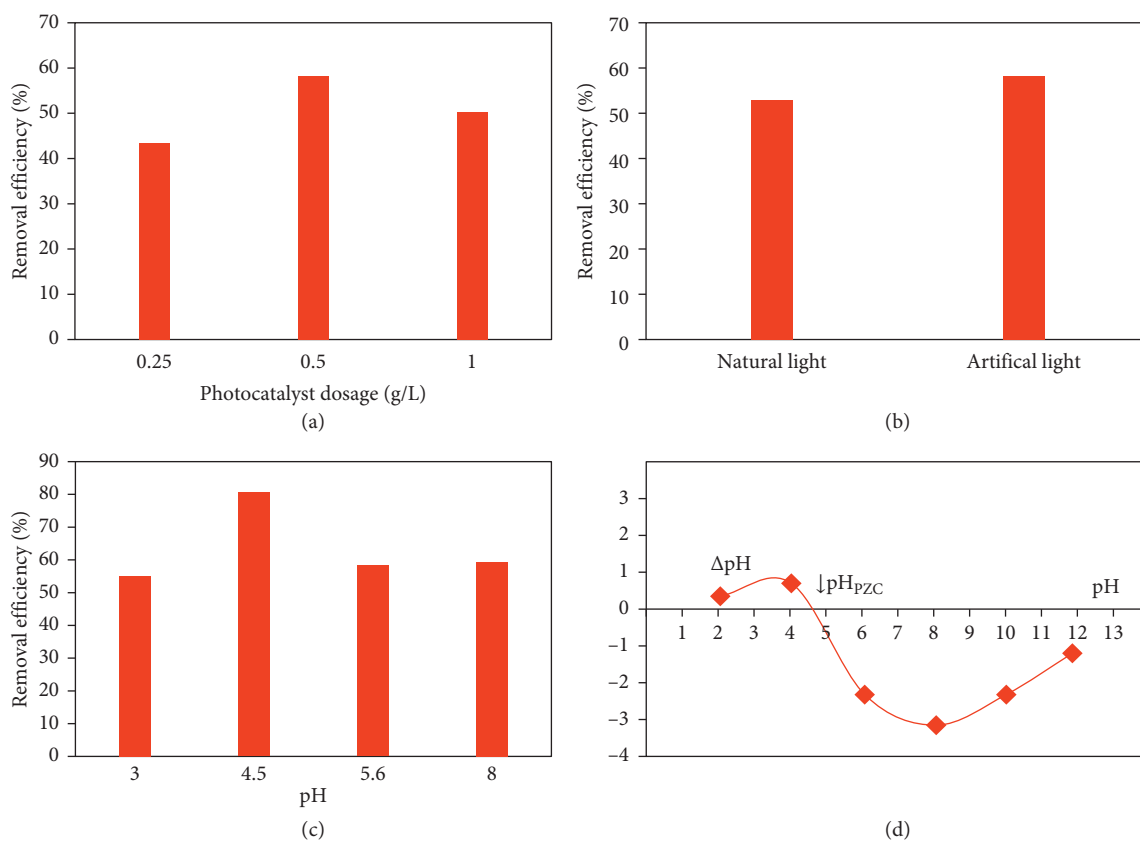 70
60
50
40
30
20
10
0
Removal efficiency (%)
0.25
0.5
1
Photocatalyst dosage (g/L)
(a)
70
60
50
40
30
20
10
0
Removal efficiency (%)
Natural light
Artifical light
(b)
90
80
70
60
50
40
30
20
10
0
Removal efficiency (%)
3
4.5
5.6
8
pH
(c)
3
2
1
0
–1
–2
–3
–4
ΔpH
↓pHPZC
pH
1 2 3 4 5 6 7 8 9 10 11 12 13
(d)